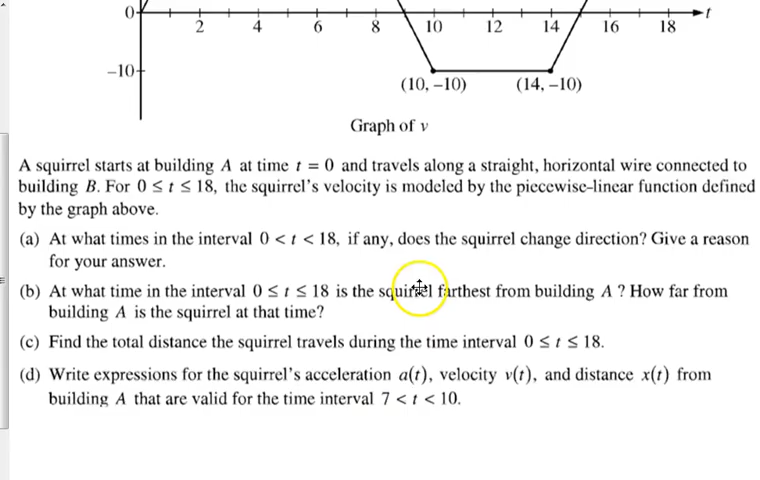 0
t
2 4 6 8 10 12 14 16 18
-10
(10, -10) (14, -10)
Graph of v
A squirrel starts at building A at time t = 0 and travels along a straight, horizontal wire connected to
building B. For 0 ≤ t ≤ 18, the squirrel's velocity is modeled by the piecewise-linear function defined
by the graph above.
(a) At what times in the interval 0 < t < 18, if any, does the squirrel change direction? Give a reason
for your answer.
(b) At what time in the interval 0 ≤ t ≤ 18 is the squirrel farthest from building A ? How far from
building A is the squirrel at that time?
(c) Find the total distance the squirrel travels during the time interval 0 ≤ t ≤ 18.
(d) Write expressions for the squirrel's acceleration a(t), velocity v(t), and distance x(t) from
building A that are valid for the time interval 7 < t < 10.